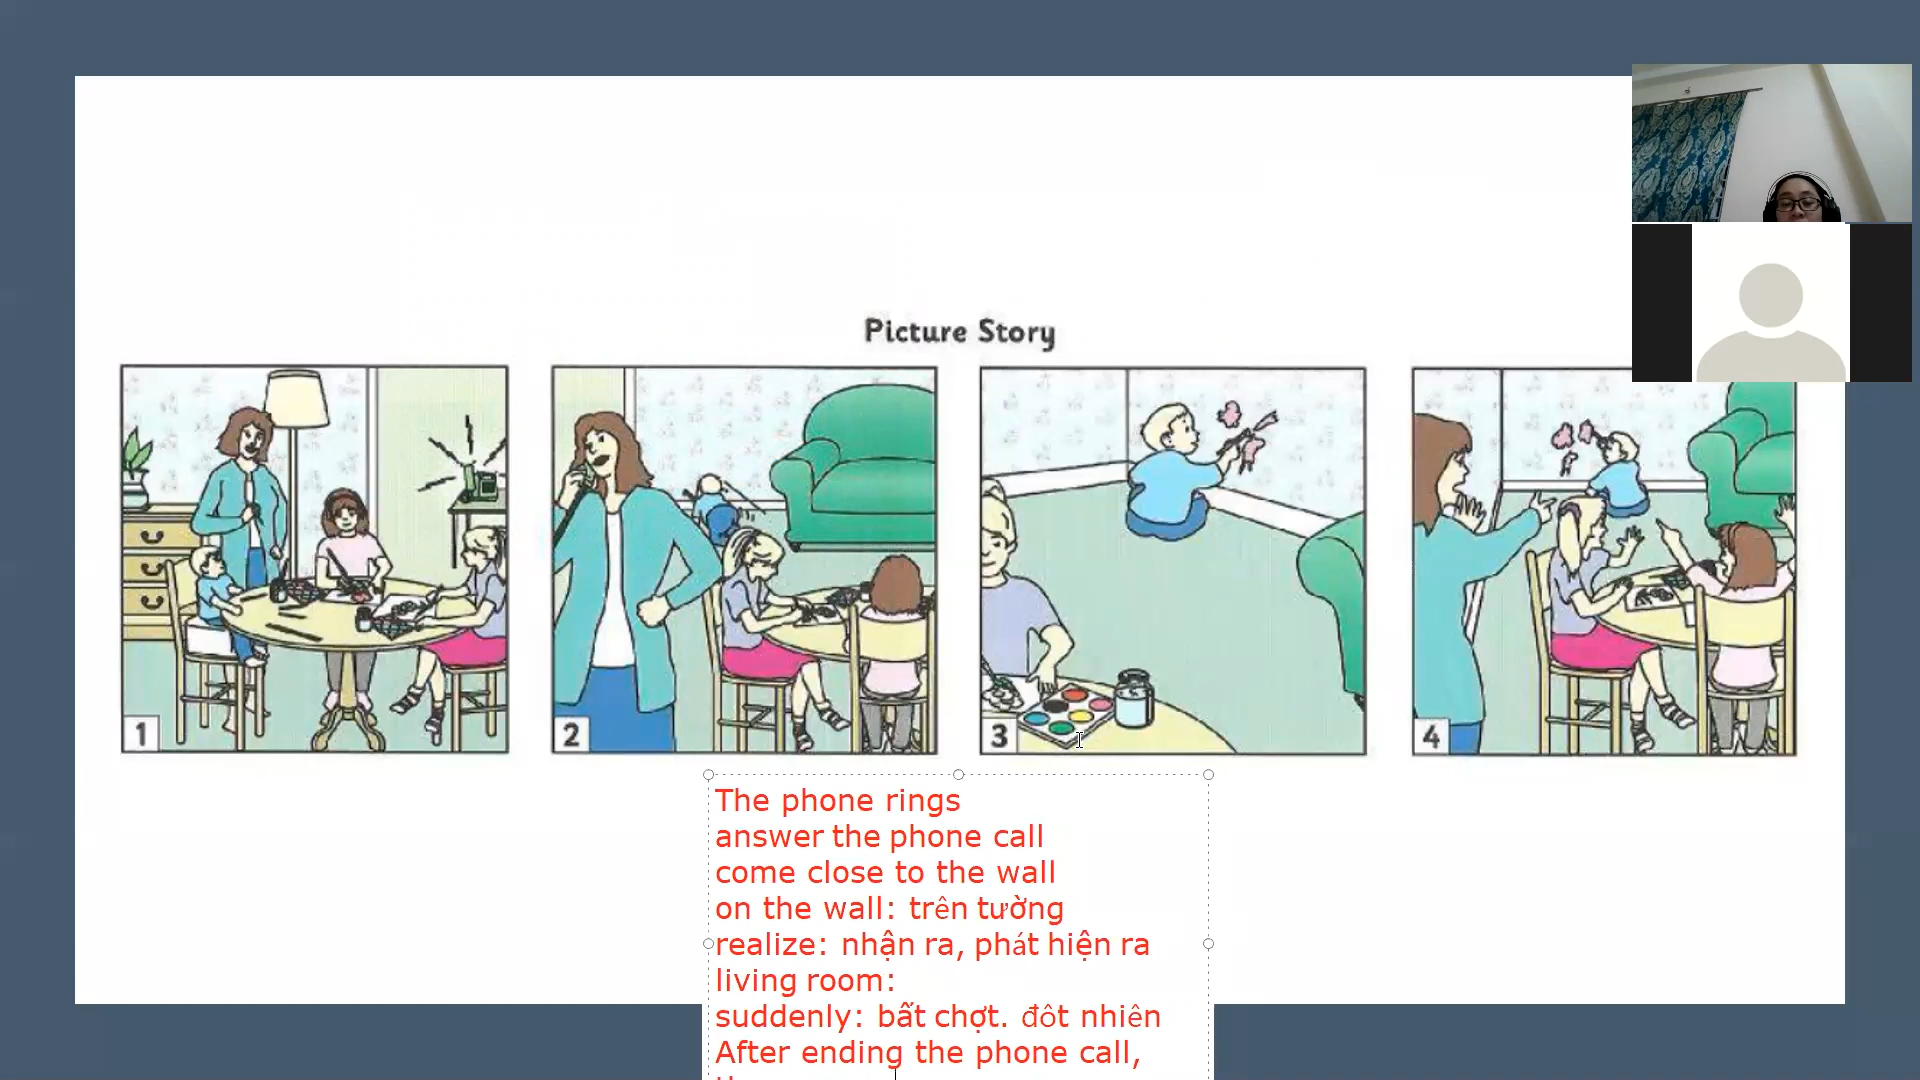 Picture Story
1
2
3
4
The phone rings
answer the phone call
come close to the wall
on the wall: trên tường
realize: nhận ra, phát hiện ra
living room:
suddenly: bất chợt. đôt nhiên
After ending the phone call,